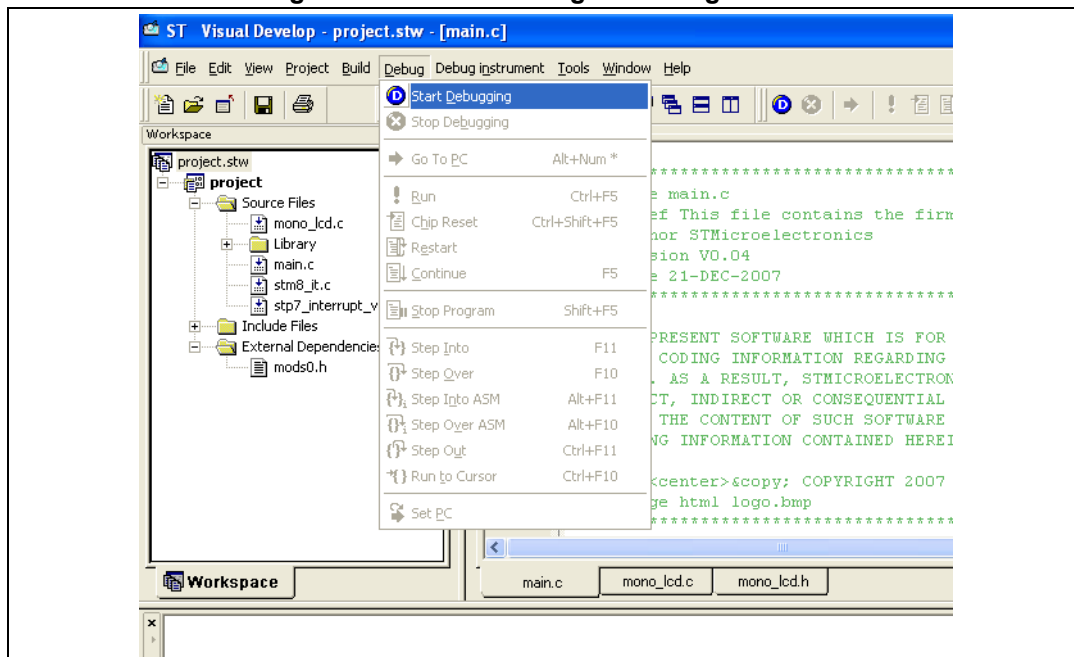 ST Visual Develop - project.stw - [main.c]
File Edit View Project Build Debug Debug instrument Tools Window Help
Start Debugging
Stop Debugging
Go To PC Alt+Num *
Run Ctrl+F5
Chip Reset Ctrl+Shift+F5
Restart
Continue F5
Stop Program Shift+F5
Step Into F11
Step Over F10
Step Into ASM Alt+F11
Step Over ASM Alt+F10
Step Out Ctrl+F11
Run to Cursor Ctrl+F10
Set PC
Workspace
project.stw
project
Source Files
mono_lcd.c
Library
main.c
stm8_it.c
stp7_interrupt_v
Include Files
External Dependencie
mods0.h
Workspace
*******************************
e main.c
ef This file contains the firm
hor STMicroelectronics
sion V0.04
e 21-DEC-2007
*******************************
PRESENT SOFTWARE WHICH IS FOR
CODING INFORMATION REGARDING
. AS A RESULT, STMICROELECTRON
CT, INDIRECT OR CONSEQUENTIAL
THE CONTENT OF SUCH SOFTWARE
NG INFORMATION CONTAINED HEREI
<center>&copy; COPYRIGHT 2007
ge html logo.bmp
*******************************
main.c mono_lcd.c mono_lcd.h